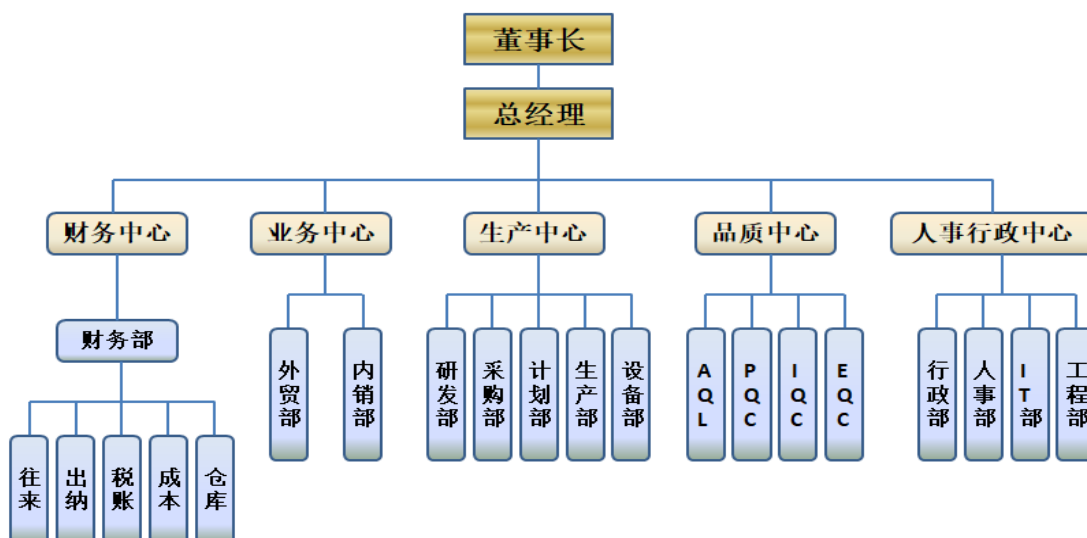 董事长
总经理
财务中心
业务中心
生产中心
品质中心
人事行政中心
财务部
外贸部
内销部
研发部
采购部
计划部
生产部
设备部
AQL
PQC
IQC
EQC
行政部
人事部
IT部
工程部
往来
出纳
税账
成本
仓库